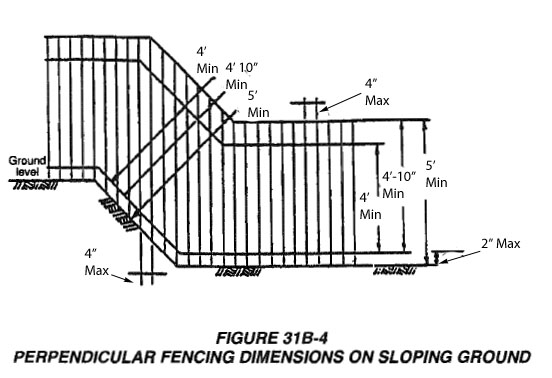 4'
Min
4' 10"
Min
5'
Min
4"
Max
Ground
level
4'
Min
4'-10"
Min
5'
Min
4"
Max
2" Max
FIGURE 31B-4
PERPENDICULAR FENCING DIMENSIONS ON SLOPING GROUND